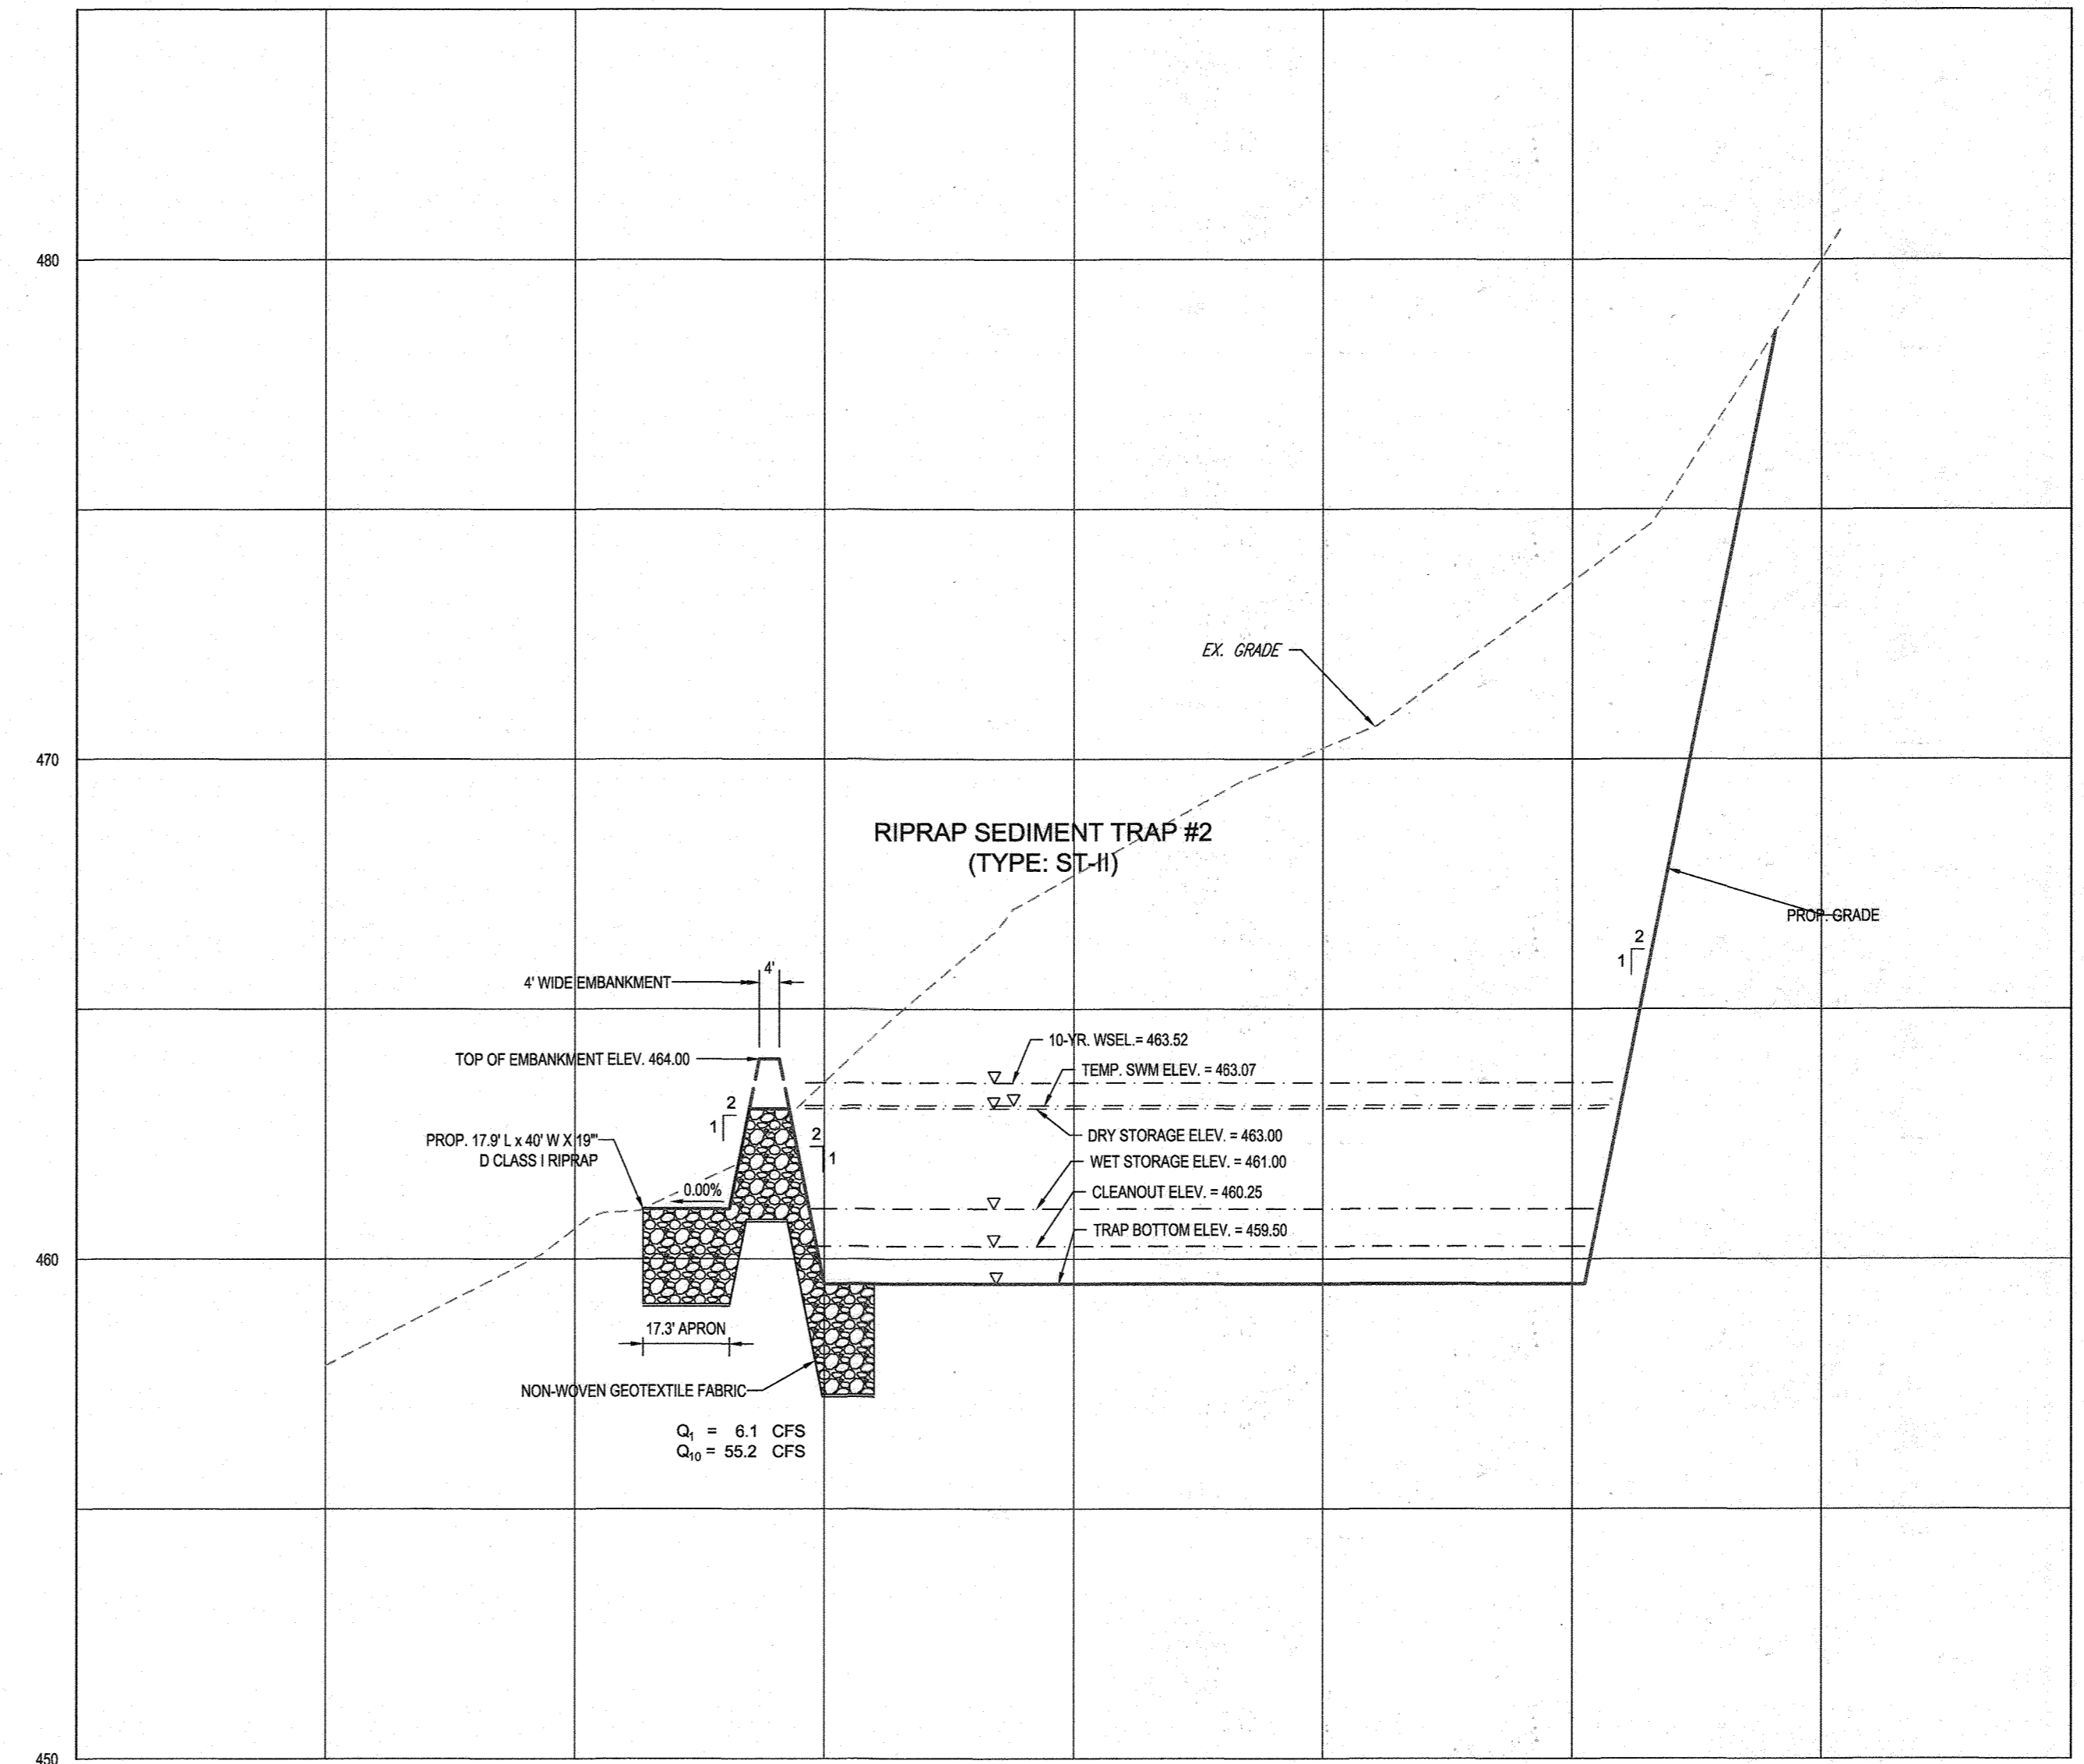 480
EX. GRADE
470
RIPRAP SEDIMENT TRAP #2
(TYPE: ST-II)
PROP. GRADE
2
1
4'
4' WIDE EMBANKMENT
TOP OF EMBANKMENT ELEV. 464.00
10-YR. WSEL.= 463.52
TEMP. SWM ELEV. = 463.07
2
1
2
1
PROP. 17.9' L x 40' W X 19"'
D CLASS I RIPRAP
DRY STORAGE ELEV. = 463.00
WET STORAGE ELEV. = 461.00
0.00%
CLEANOUT ELEV. = 460.25
TRAP BOTTOM ELEV. = 459.50
460
17.3' APRON
NON-WOVEN GEOTEXTILE FABRIC
Q₁ = 6.1 CFS
Q₁₀ = 55.2 CFS
450